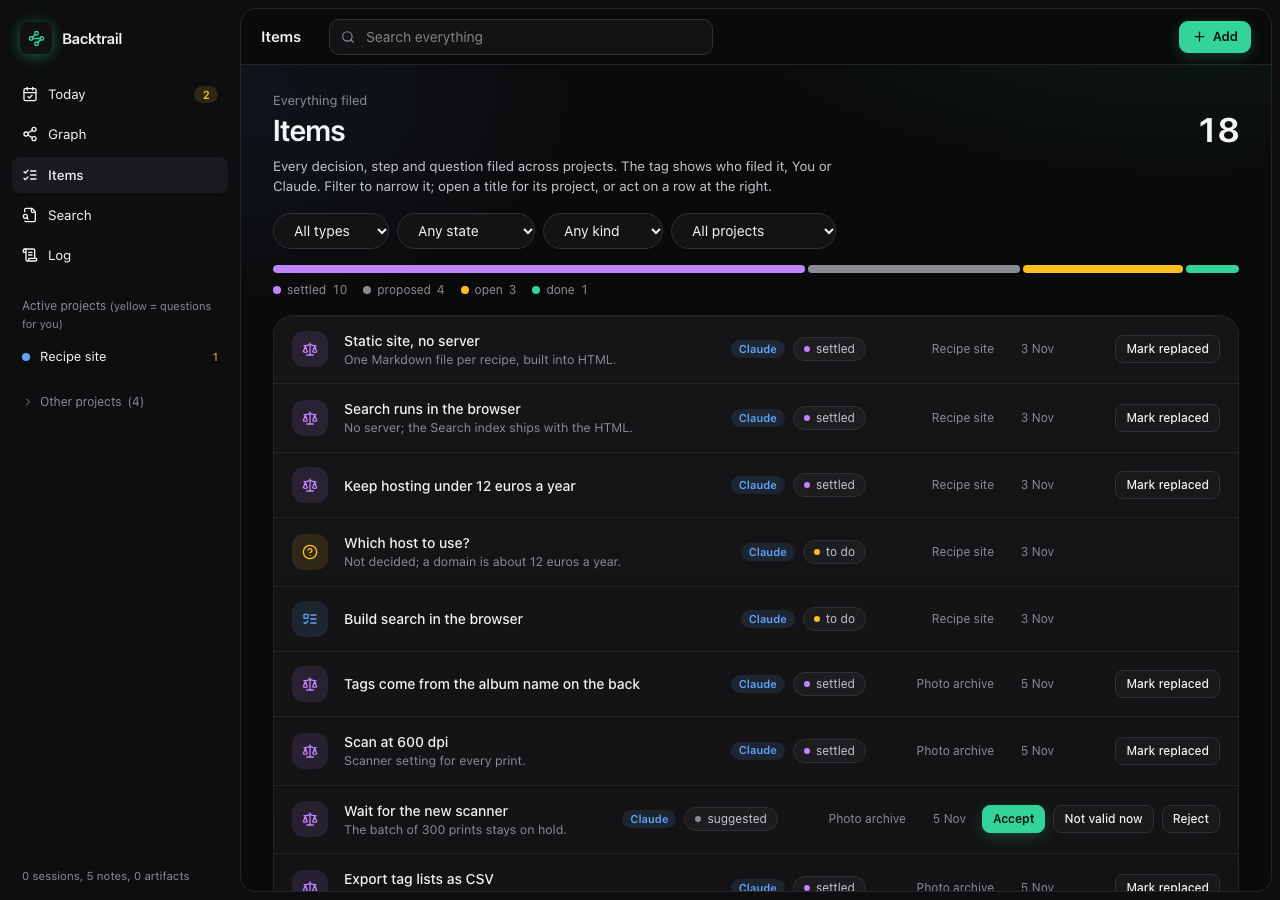 Backtrail
Today 2
Graph
Items
Search
Log
Active projects (yellow = questions
for you)
Recipe site 1
Other projects (4)
0 sessions, 5 notes, 0 artifacts
Items
Search everything
Add
Everything filed
Items
18
Every decision, step and question filed across projects. The tag shows who filed it, You or
Claude. Filter to narrow it; open a title for its project, or act on a row at the right.
All types Any state Any kind All projects
settled 10 proposed 4 open 3 done 1
Static site, no server
One Markdown file per recipe, built into HTML.
Claude settled Recipe site 3 Nov Mark replaced
Search runs in the browser
No server; the Search index ships with the HTML.
Claude settled Recipe site 3 Nov Mark replaced
Keep hosting under 12 euros a year
Claude settled Recipe site 3 Nov Mark replaced
Which host to use?
Not decided; a domain is about 12 euros a year.
Claude to do Recipe site 3 Nov
Build search in the browser
Claude to do Recipe site 3 Nov
Tags come from the album name on the back
Claude settled Photo archive 5 Nov Mark replaced
Scan at 600 dpi
Scanner setting for every print.
Claude settled Photo archive 5 Nov Mark replaced
Wait for the new scanner
The batch of 300 prints stays on hold.
Claude suggested Photo archive 5 Nov Accept Not valid now Reject
Export tag lists as CSV
Claude settled Photo archive 5 Nov Mark replaced